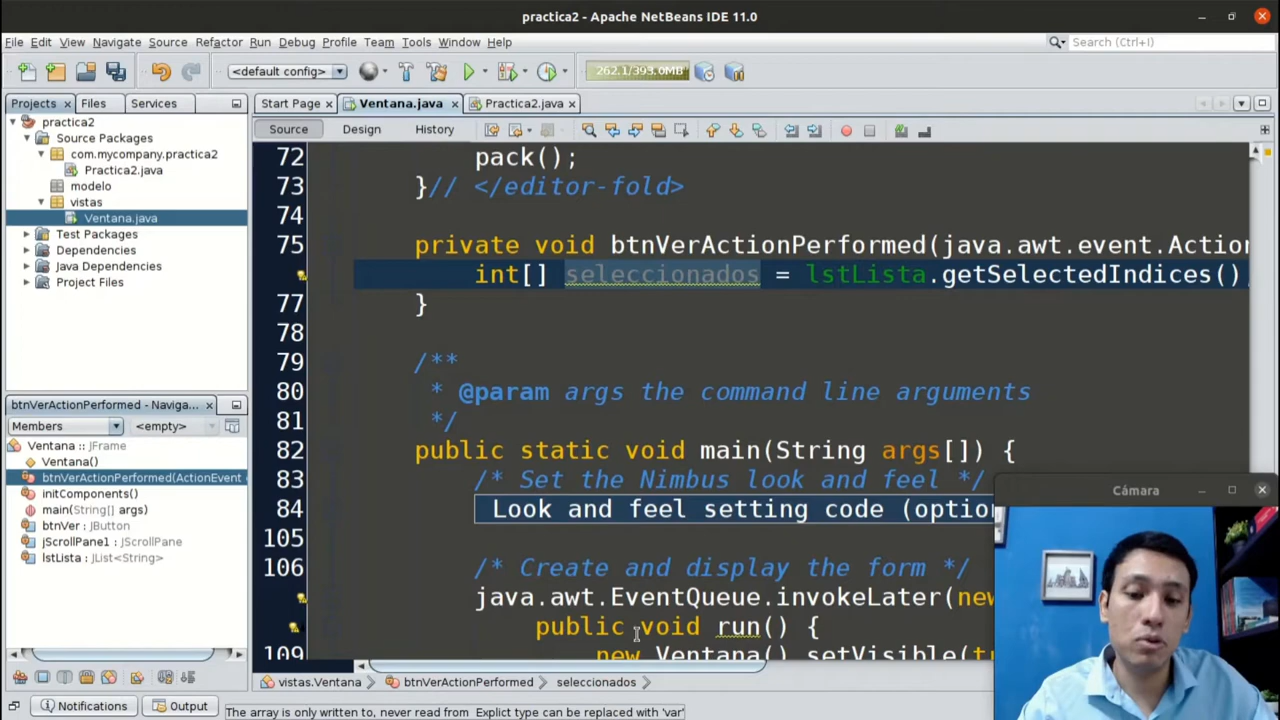 practica2 - Apache NetBeans IDE 11.0
File Edit View Navigate Source Refactor Run Debug Profile Team Tools Window Help
Search (Ctrl+I)
<default config>
262.1/393.0MB
Projects Files Services
Start Page Ventana.java Practica2.java
Source Design History
practica2
Source Packages
com.mycompany.practica2
Practica2.java
modelo
vistas
Ventana.java
Test Packages
Dependencies
Java Dependencies
Project Files
72 pack();
73 }// </editor-fold>
74
75 private void btnVerActionPerformed(java.awt.event.Action
int[] seleccionados = lstLista.getSelectedIndices()
77 }
78
79 /**
80 * @param args the command line arguments
81 */
82 public static void main(String args[]) {
83 /* Set the Nimbus look and feel */
84 Look and feel setting code (option
105
106 /* Create and display the form */
java.awt.EventQueue.invokeLater(new
public void run() {
109 new Ventana().setVisible(tr
btnVerActionPerformed - Naviga...
Members <empty>
Ventana :: JFrame
Ventana()
btnVerActionPerformed(ActionEvent
initComponents()
main(String[] args)
btnVer : JButton
jScrollPane1 : JScrollPane
lstLista : JList<String>
Cámara
vistas.Ventana btnVerActionPerformed seleccionados
Notifications Output
The array is only written to, never read from Explict type can be replaced with 'var'